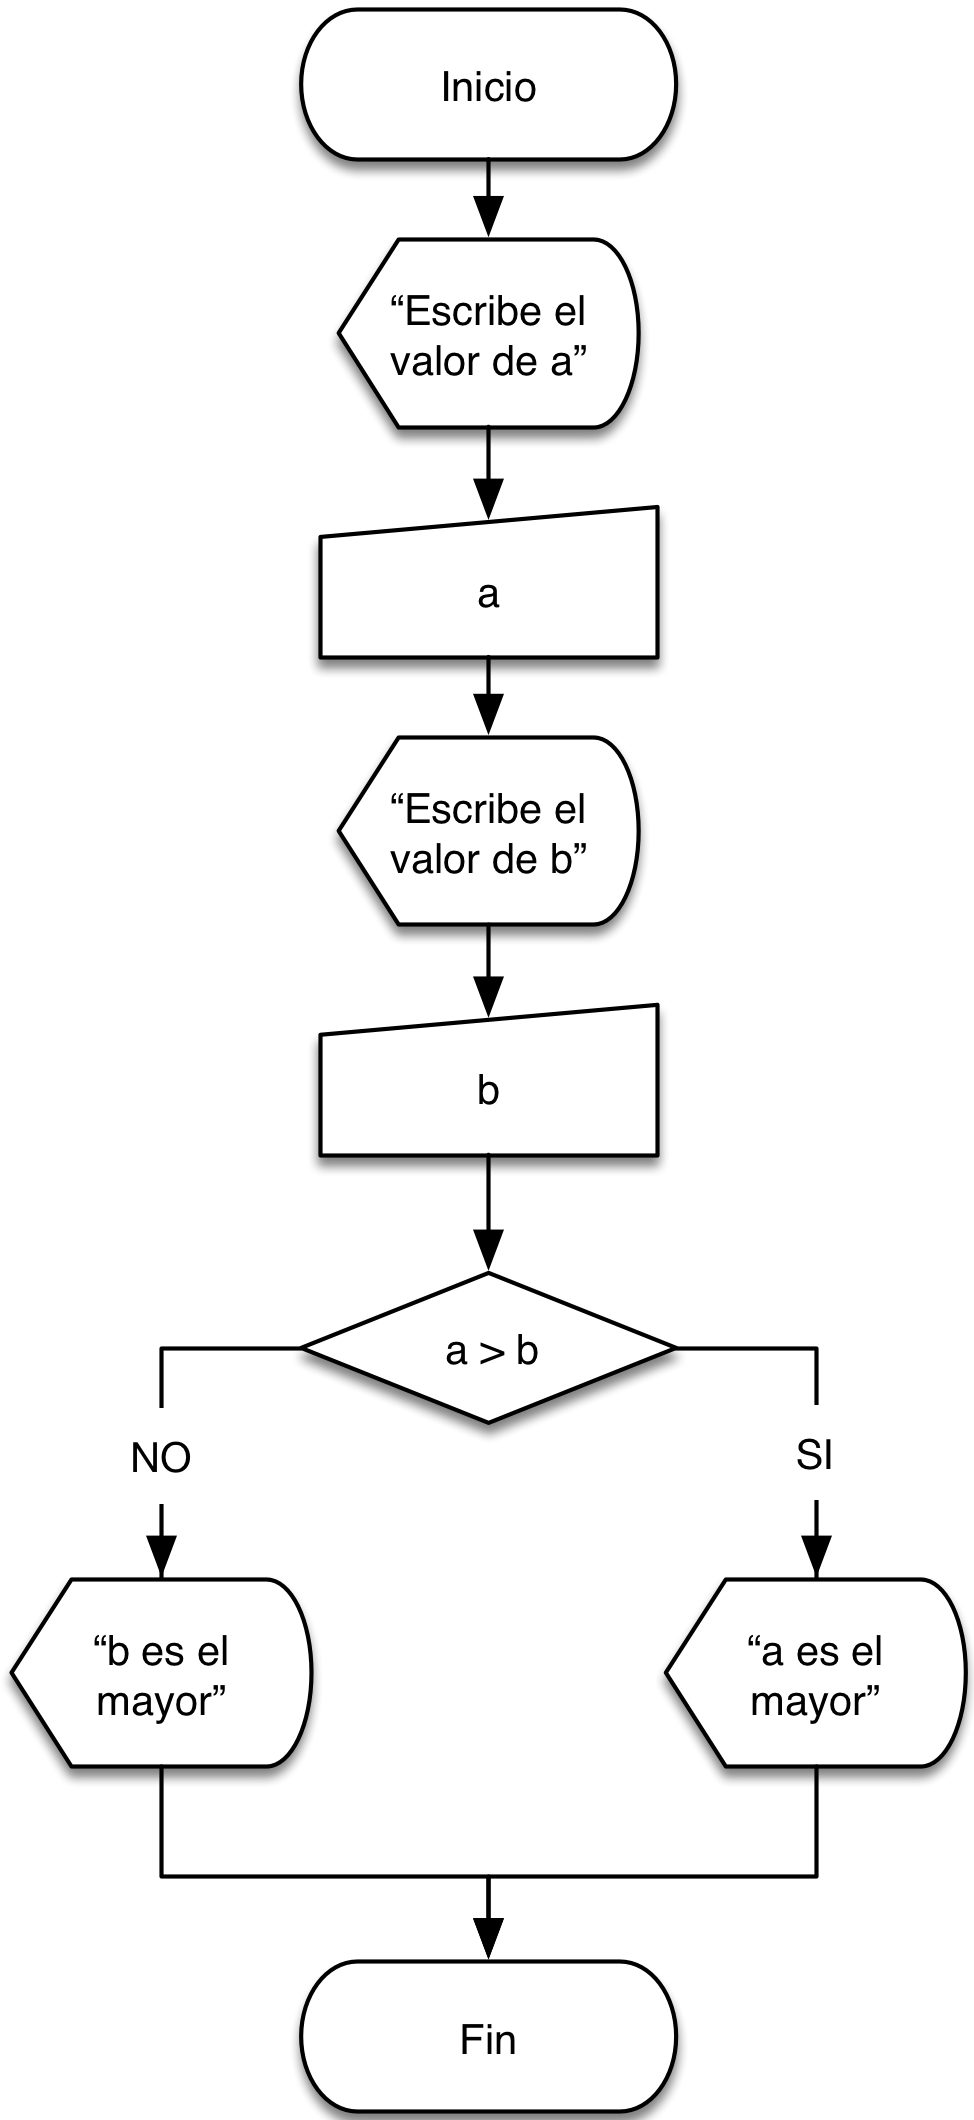 Inicio
“Escribe el
valor de a”
a
“Escribe el
valor de b”
b
a > b
NO
SI
“b es el
mayor”
“a es el
mayor”
Fin